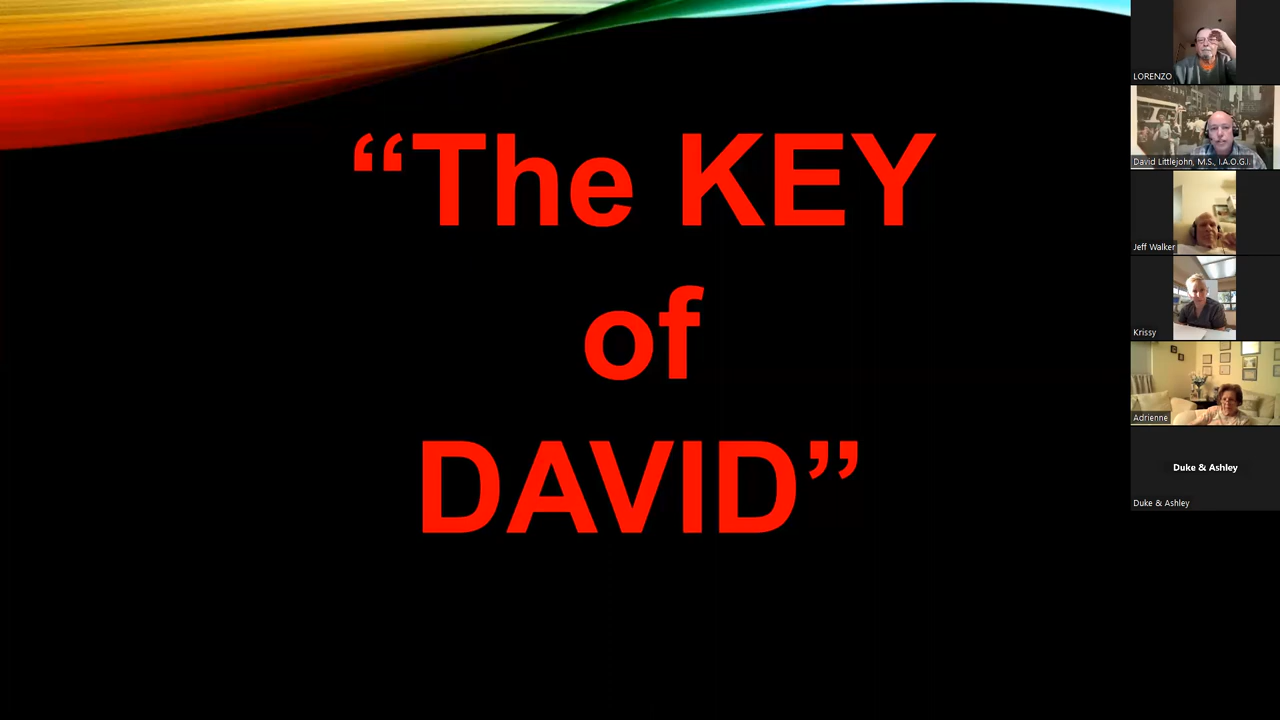 “The KEY
of
DAVID”
LORENZO
David Littlejohn, M.S., I.A.O.G.I.
Jeff Walker
Krissy
Adrienne
Duke & Ashley
Duke & Ashley